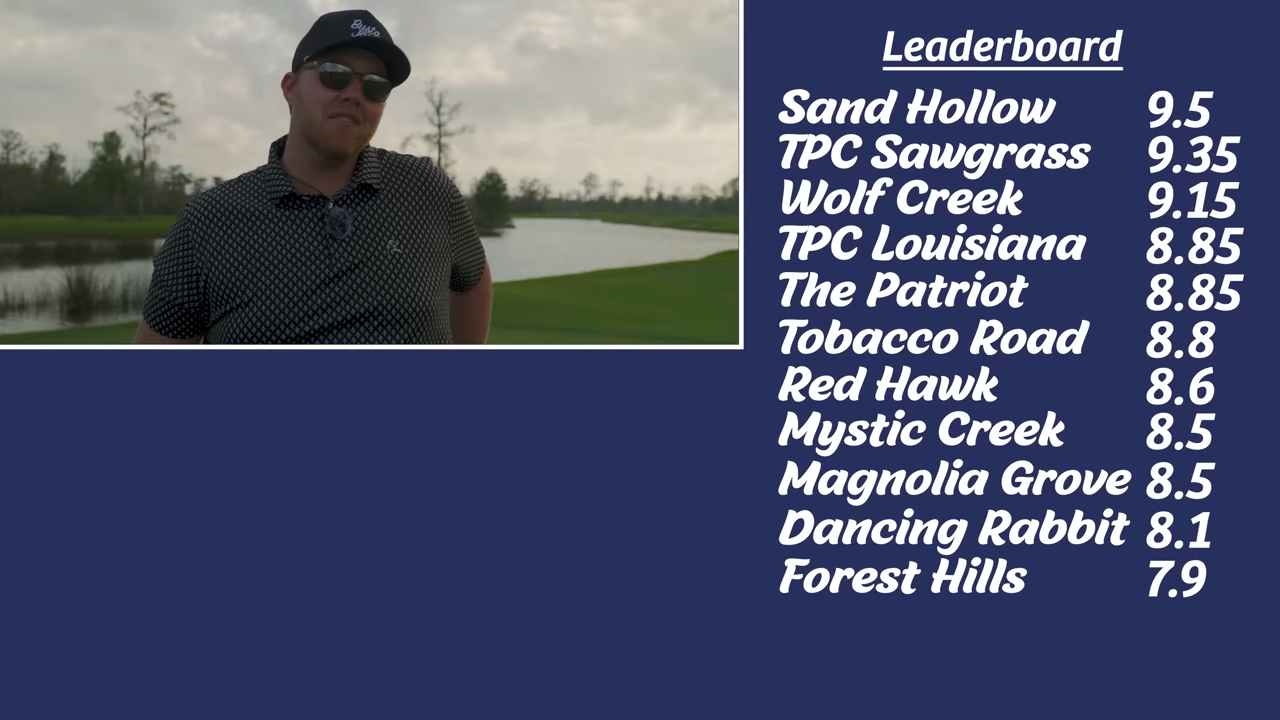 Busta
Jack
Leaderboard
Sand Hollow 9.5
TPC Sawgrass 9.35
Wolf Creek 9.15
TPC Louisiana 8.85
The Patriot 8.85
Tobacco Road 8.8
Red Hawk 8.6
Mystic Creek 8.5
Magnolia Grove 8.5
Dancing Rabbit 8.1
Forest Hills 7.9